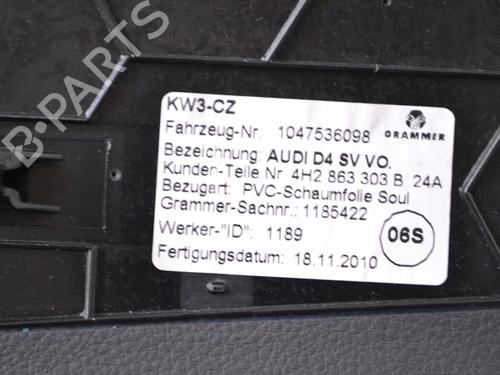 B-PARTS
KW3-CZ
GRAMMER
Fahrzeug-Nr. 1047536098
Bezeichnung: AUDI D4 SV VO.
Kunden-Teile Nr 4H2 863 303 B 24A
Bezugart: PVC-Schaumfolie Soul
Grammer-Sachnr.: 1185422
Werker-"ID": 1189
06S
Fertigungsdatum: 18.11.2010